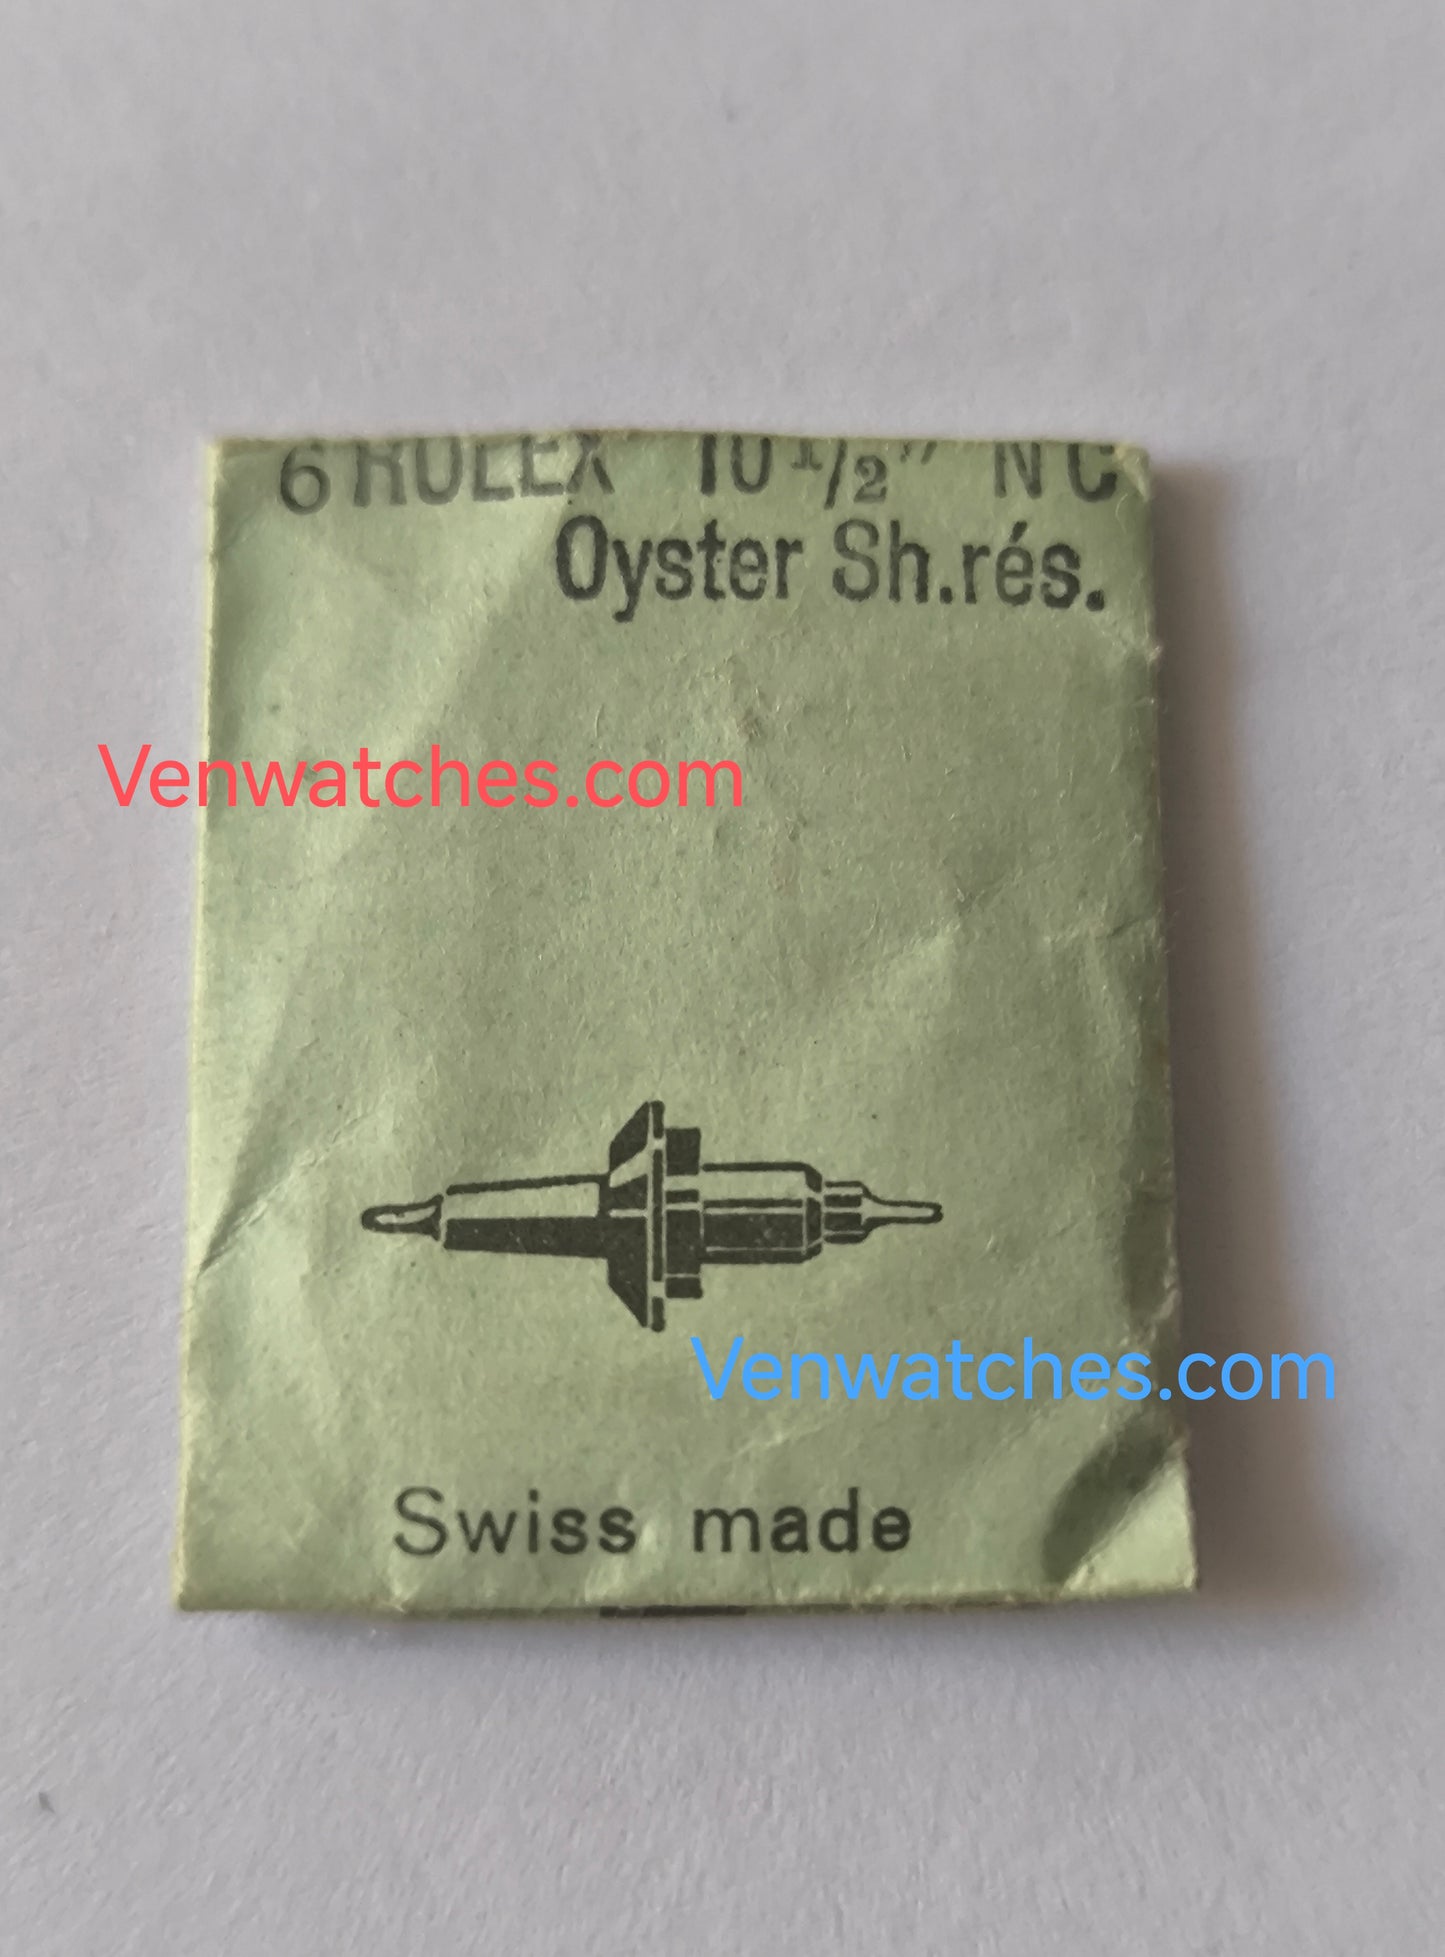 6 ROLEX 10 1/2″ NC
Oyster Sh.rés.
Venwatches.com
Venwatches.com
Swiss made